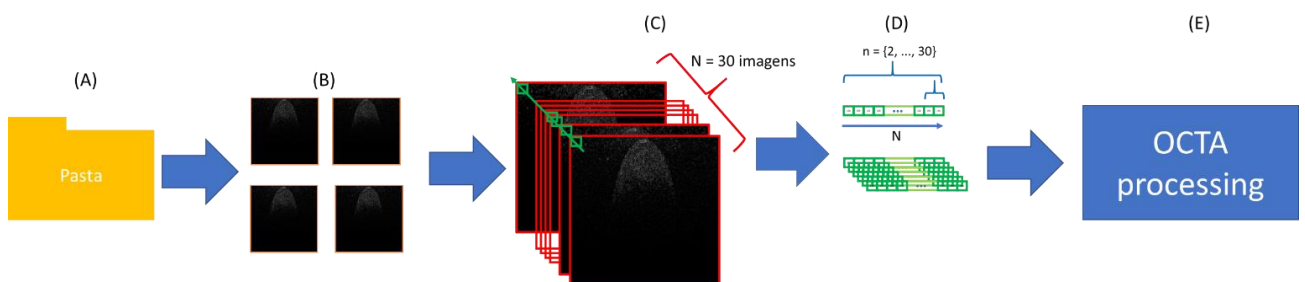 (A)
Pasta
(B)
(C)
N = 30 imagens
(D)
n = {2, ..., 30}
...
N
...
(E)
OCTA
processing